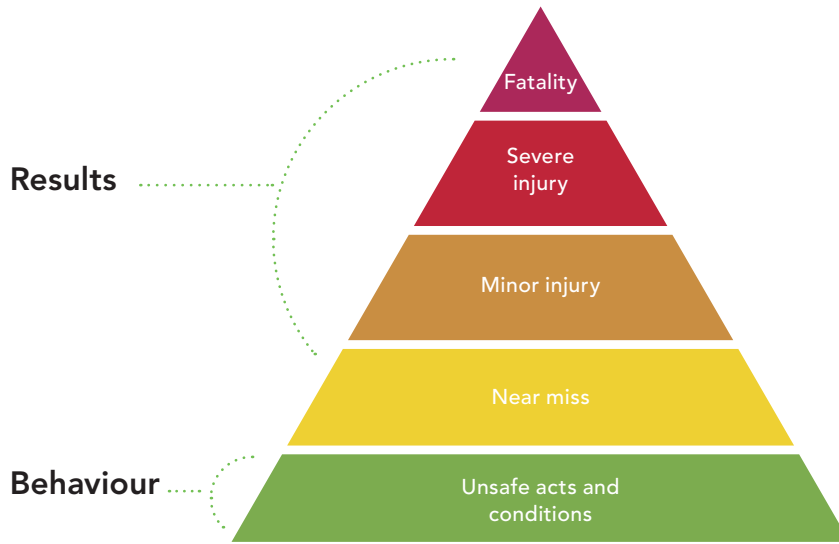 Fatality
Severe
injury
Results
Minor injury
Near miss
Behaviour
Unsafe acts and
conditions